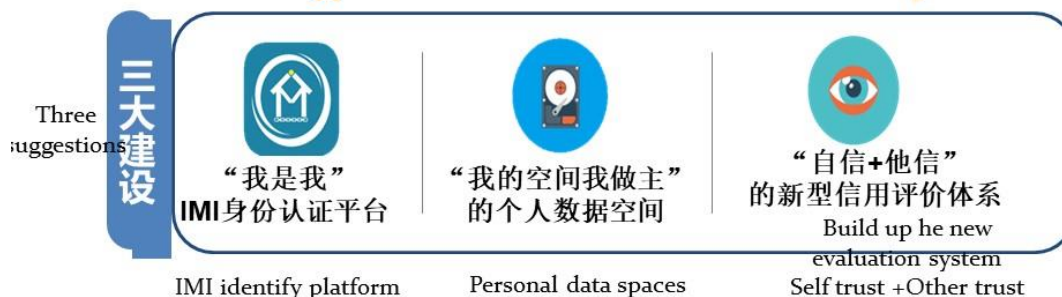 三大建设
Three
suggestions
“我是我”
IMI身份认证平台
IMI identify platform
“我的空间我做主”
的个人数据空间
Personal data spaces
“自信+他信”
的新型信用评价体系
Build up he new
evaluation system
Self trust +Other trust